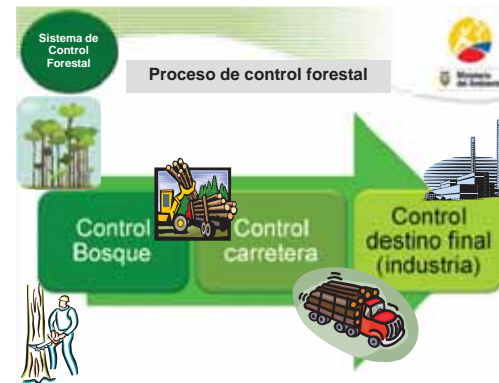 Sistema de
Control
Forestal
Proceso de control forestal
Ministerio
del Ambiente
Control
Bosque
Control
carretera
Control
destino final
(industria)